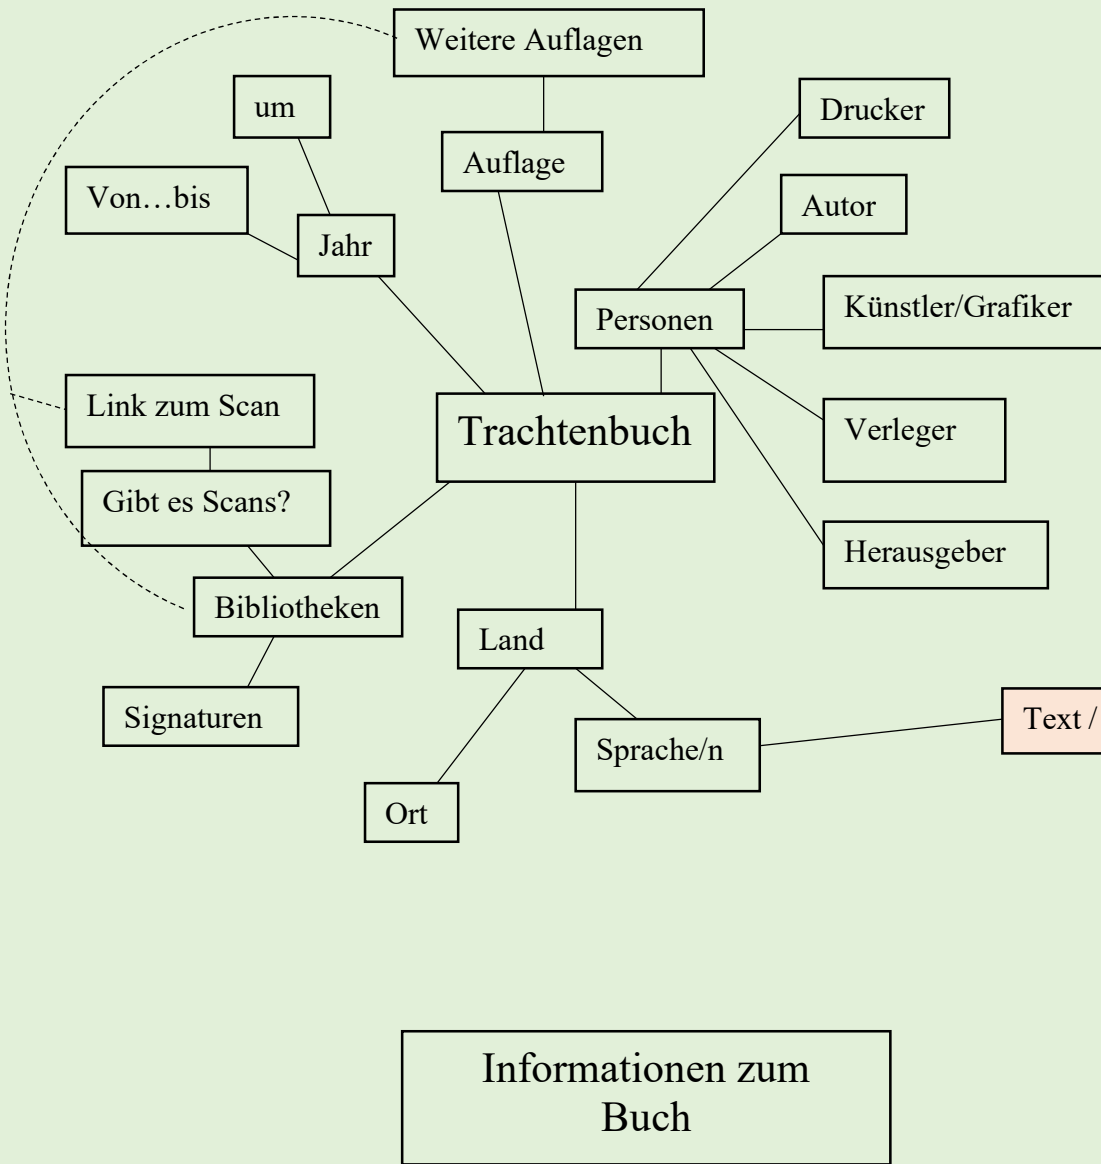 Weitere Auflagen
um
Drucker
Auflage
Von…bis
Autor
Jahr
Künstler/Grafiker
Personen
Link zum Scan
Trachtenbuch
Verleger
Gibt es Scans?
Herausgeber
Bibliotheken
Land
Signaturen
Text /
Sprache/n
Ort
Informationen zum
Buch